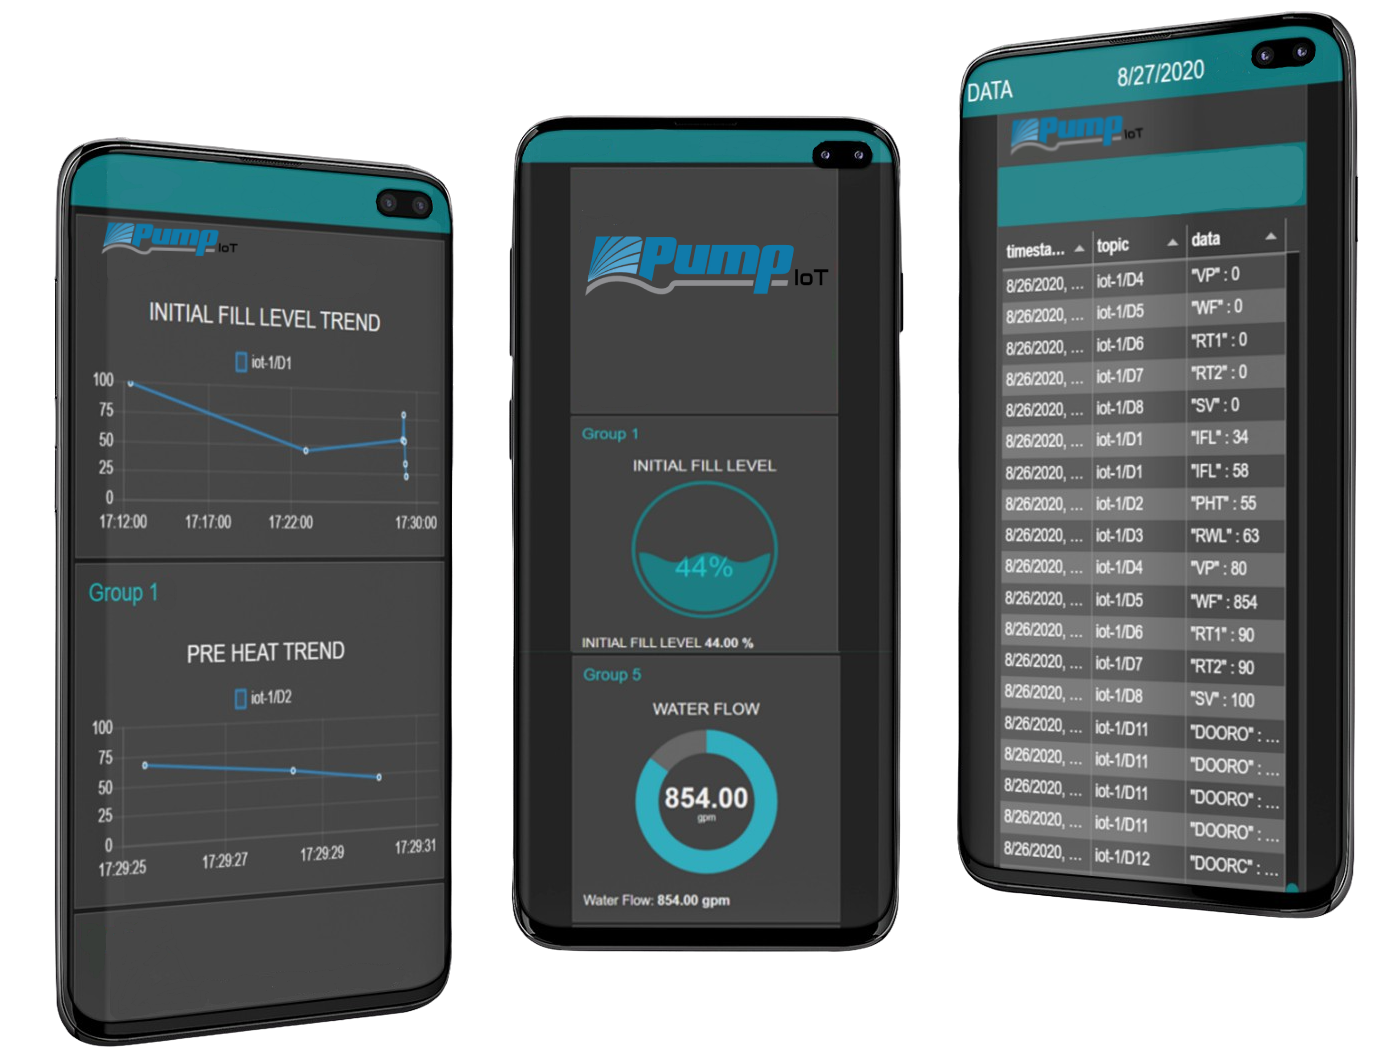 Pump IoT
INITIAL FILL LEVEL TREND
iot-1/D1
100
75
50
25
0
17:12:00 17:17:00 17:22:00 17:30:00
Group 1
PRE HEAT TREND
iot-1/D2
100
75
50
25
0
17:29:25 17:29:27 17:29:29 17:29:31
Pump IoT
Group 1
INITIAL FILL LEVEL
44%
INITIAL FILL LEVEL 44.00 %
Group 5
WATER FLOW
854.00
gpm
Water Flow: 854.00 gpm
DATA 8/27/2020
Pump IoT
timesta... topic data
8/26/2020, ... iot-1/D4 "VP" : 0
8/26/2020, ... iot-1/D5 "WF" : 0
8/26/2020, ... iot-1/D6 "RT1" : 0
8/26/2020, ... iot-1/D7 "RT2" : 0
8/26/2020, ... iot-1/D8 "SV" : 0
8/26/2020, ... iot-1/D1 "IFL" : 34
8/26/2020, ... iot-1/D1 "IFL" : 58
8/26/2020, ... iot-1/D2 "PHT" : 55
8/26/2020, ... iot-1/D3 "RWL" : 63
8/26/2020, ... iot-1/D4 "VP" : 80
8/26/2020, ... iot-1/D5 "WF" : 854
8/26/2020, ... iot-1/D6 "RT1" : 90
8/26/2020, ... iot-1/D7 "RT2" : 90
8/26/2020, ... iot-1/D8 "SV" : 100
8/26/2020, ... iot-1/D11 "DOORO" : ...
8/26/2020, ... iot-1/D11 "DOORO" : ...
8/26/2020, ... iot-1/D11 "DOORO" : ...
8/26/2020, ... iot-1/D11 "DOORO" : ...
8/26/2020, ... iot-1/D12 "DOORC" : ...